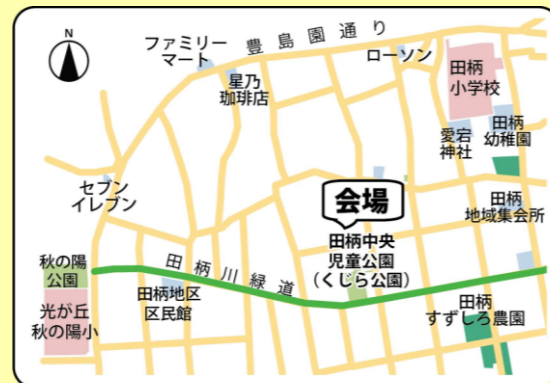 N
ファミリー
マート
豊島園通り
ローソン
星乃
珈琲店
田柄
小学校
愛宕
神社
田柄
幼稚園
セブン
イレブン
会場
田柄
地域集会所
田柄中央
児童公園
（くじら公園）
秋の陽
公園
田柄川緑道
田柄地区
区民館
光が丘
秋の陽小
田柄
すずしろ農園